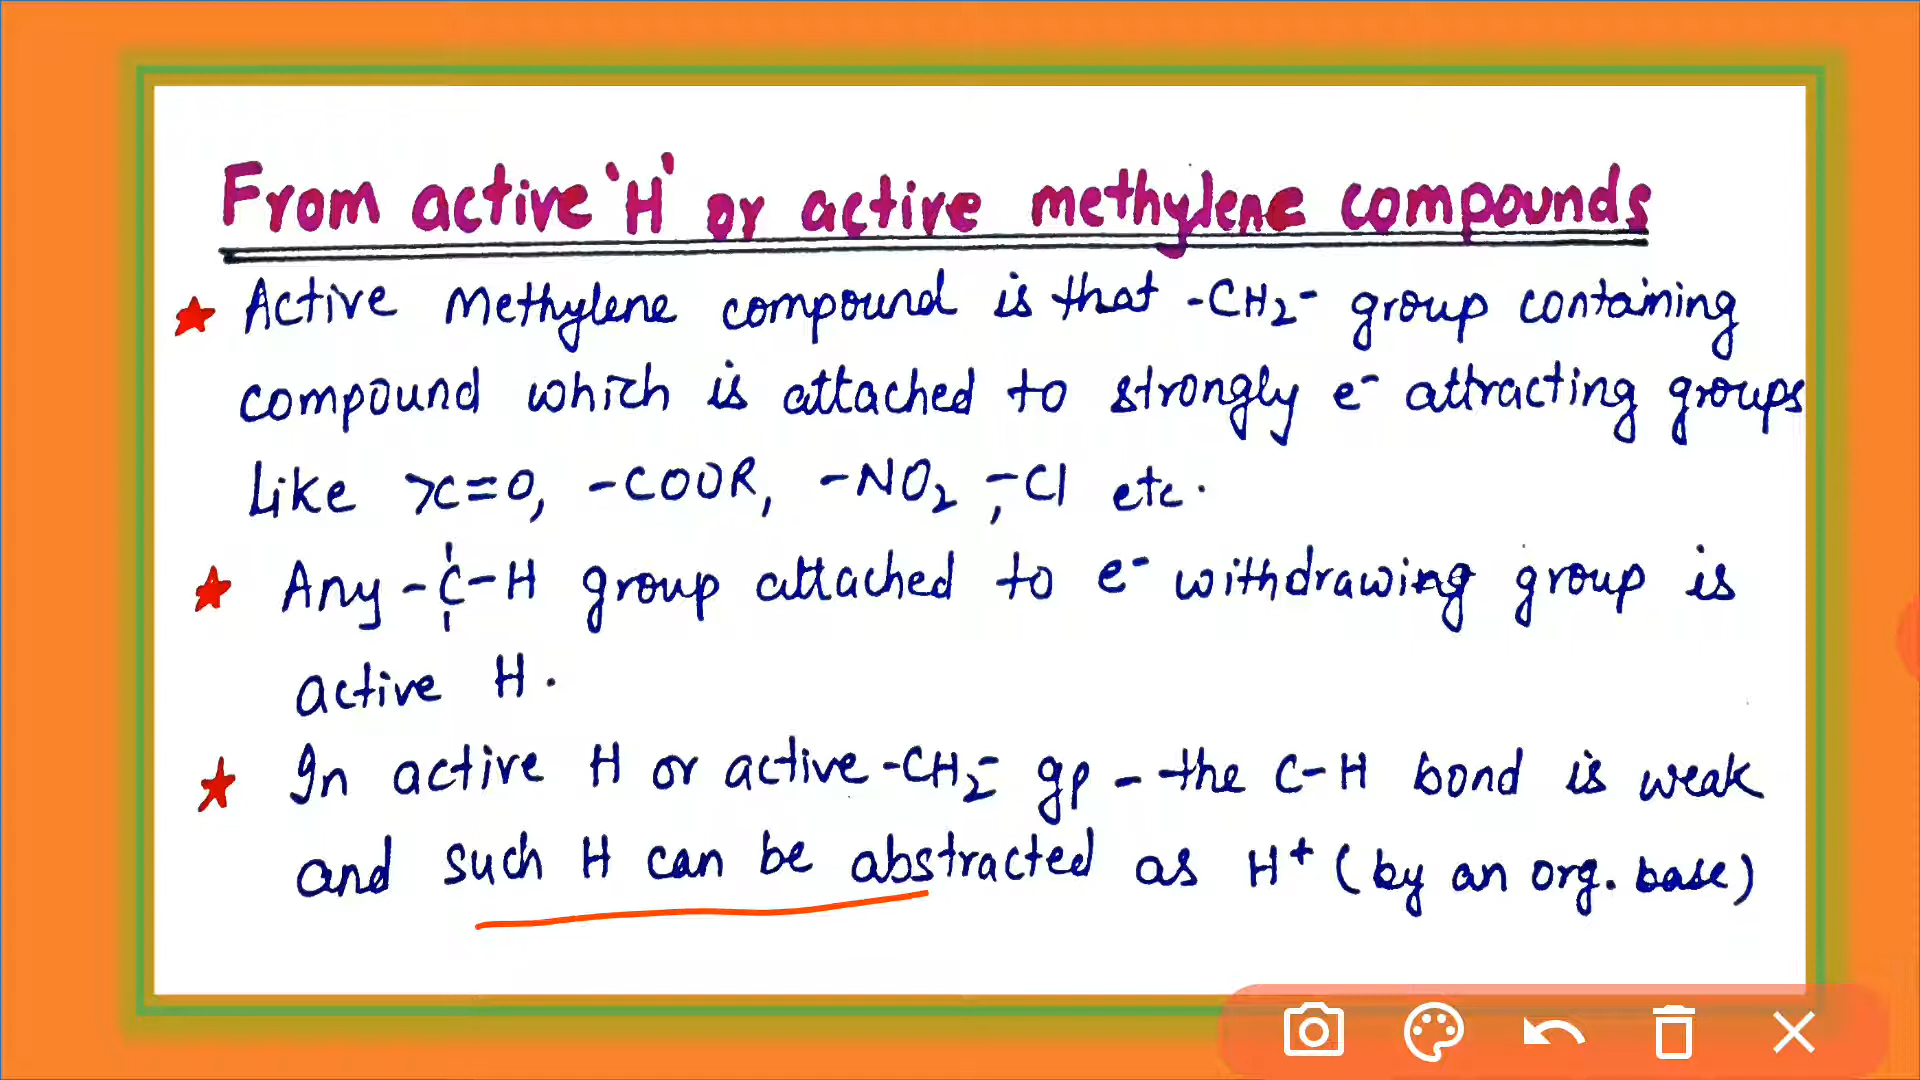 From active 'H' or active methylene compounds
Active Methylene compound is that -CH₂- group containing
compound which is attached to strongly e⁻ attracting groups
like >C=O, -COOR, -NO₂, -Cl etc.
Any -C-H group attached to e⁻ withdrawing group is
active H.
In active H or active -CH₂- gp - the C-H bond is weak
and such H can be abstracted as H⁺ (by an org. base)